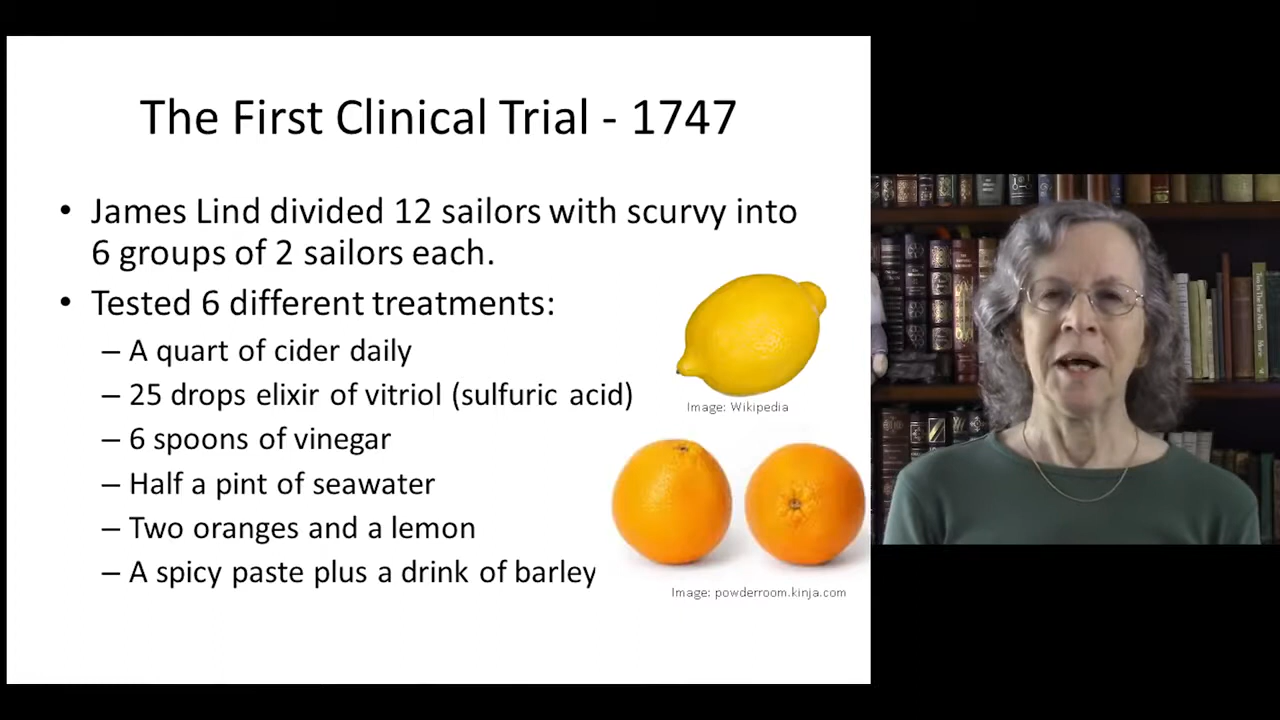 The First Clinical Trial - 1747
• James Lind divided 12 sailors with scurvy into
6 groups of 2 sailors each.
• Tested 6 different treatments:
– A quart of cider daily
– 25 drops elixir of vitriol (sulfuric acid)
– 6 spoons of vinegar
– Half a pint of seawater
– Two oranges and a lemon
– A spicy paste plus a drink of barley
Image: Wikipedia
Image: powderroom.kinja.com